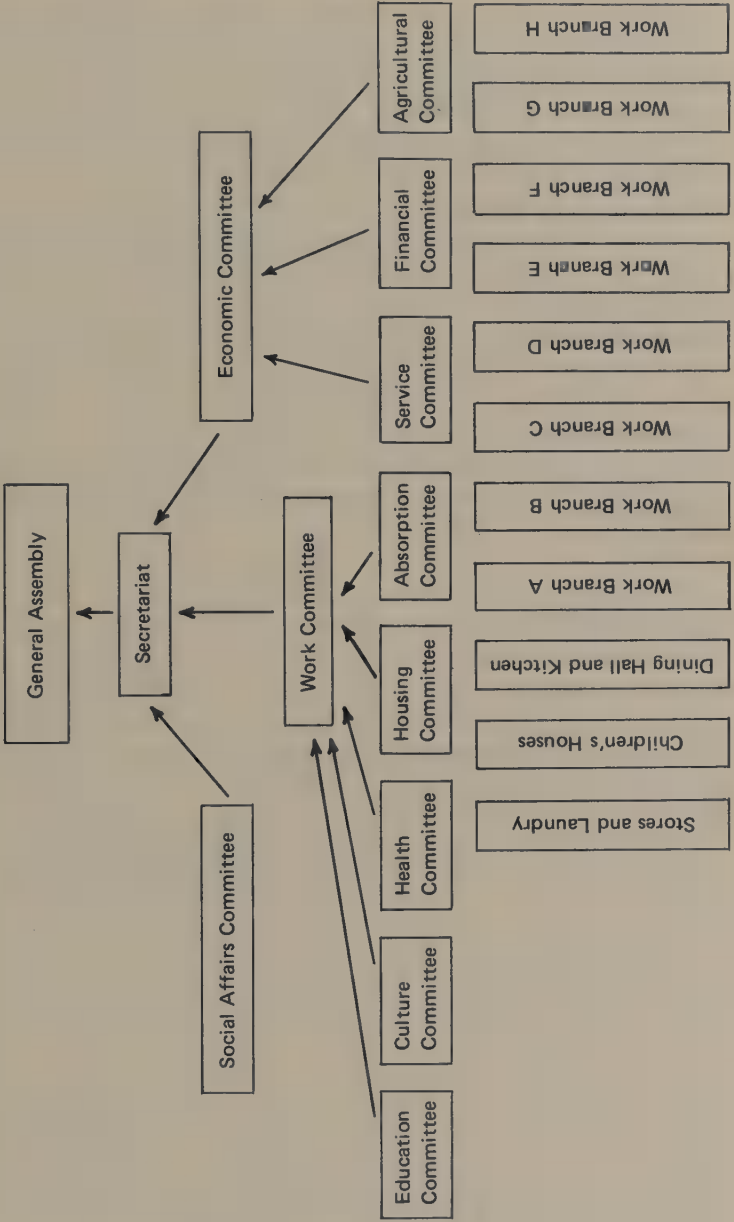 General Assembly
Secretariat
Social Affairs Committee
Work Committee
Economic Committee
Education
Committee
Culture
Committee
Health
Committee
Housing
Committee
Absorption
Committee
Service
Committee
Financial
Committee
Agricultural
Committee
Stores and Laundry
Children's Houses
Dining Hall and Kitchen
Work Branch A
Work Branch B
Work Branch C
Work Branch D
Work Branch E
Work Branch F
Work Branch G
Work Branch H